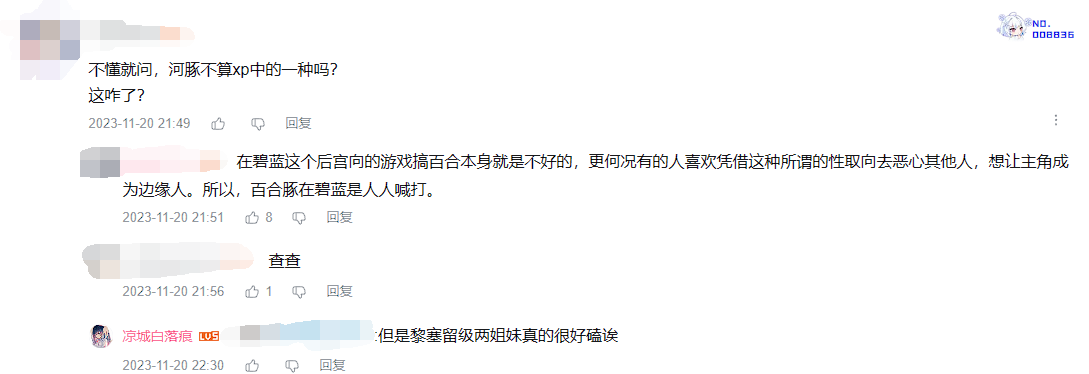 NO.
008836
不懂就问，河豚不算xp中的一种吗？
这咋了？
2023-11-20 21:49 回复
在碧蓝这个后宫向的游戏搞百合本身就是不好的，更何况有的人喜欢凭借这种所谓的性取向去恶心其他人，想让主角成
为边缘人。所以，百合豚在碧蓝是人人喊打。
2023-11-20 21:51 8 回复
查查
2023-11-20 21:56 1 回复
凉城白落痕 LV5 :但是黎塞留级两姐妹真的很好磕诶
2023-11-20 22:30 回复